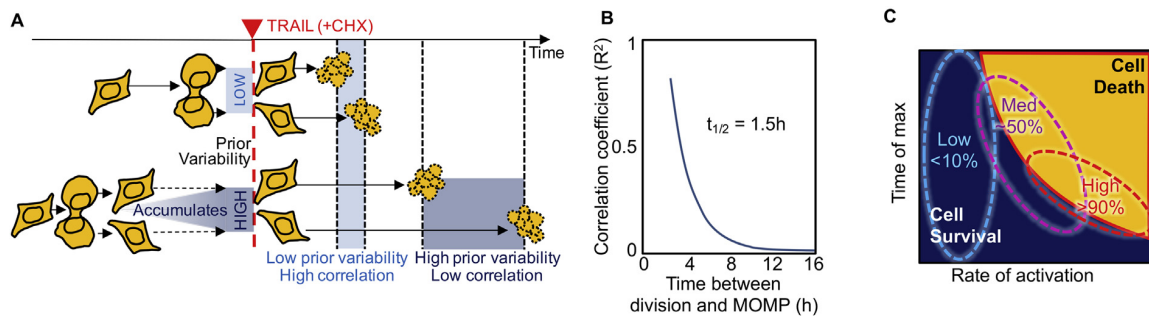 A
TRAIL (+CHX)
Time
LOW
Prior
Variability
Accumulates
HIGH
Low prior variability
High correlation
High prior variability
Low correlation
B
Correlation coefficient (R²)
1
0.5
0
t1/2 = 1.5h
0 4 8 12 16
Time between
division and MOMP (h)
C
Time of max
Cell
Death
Med
~50%
Low
<10%
High
>90%
Cell
Survival
Rate of activation